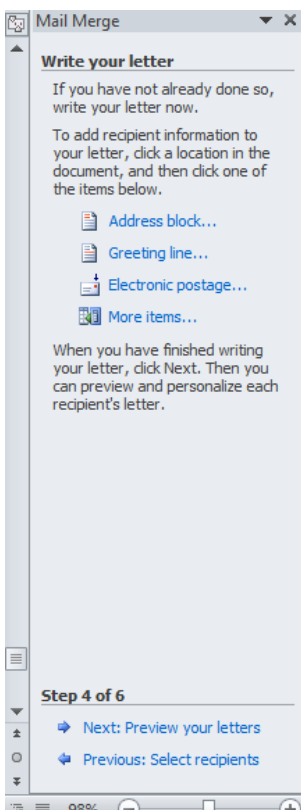 Mail Merge
Write your letter
If you have not already done so,
write your letter now.
To add recipient information to
your letter, click a location in the
document, and then click one of
the items below.
Address block...
Greeting line...
Electronic postage...
More items...
When you have finished writing
your letter, click Next. Then you
can preview and personalize each
recipient's letter.
Step 4 of 6
Next: Preview your letters
Previous: Select recipients
98%